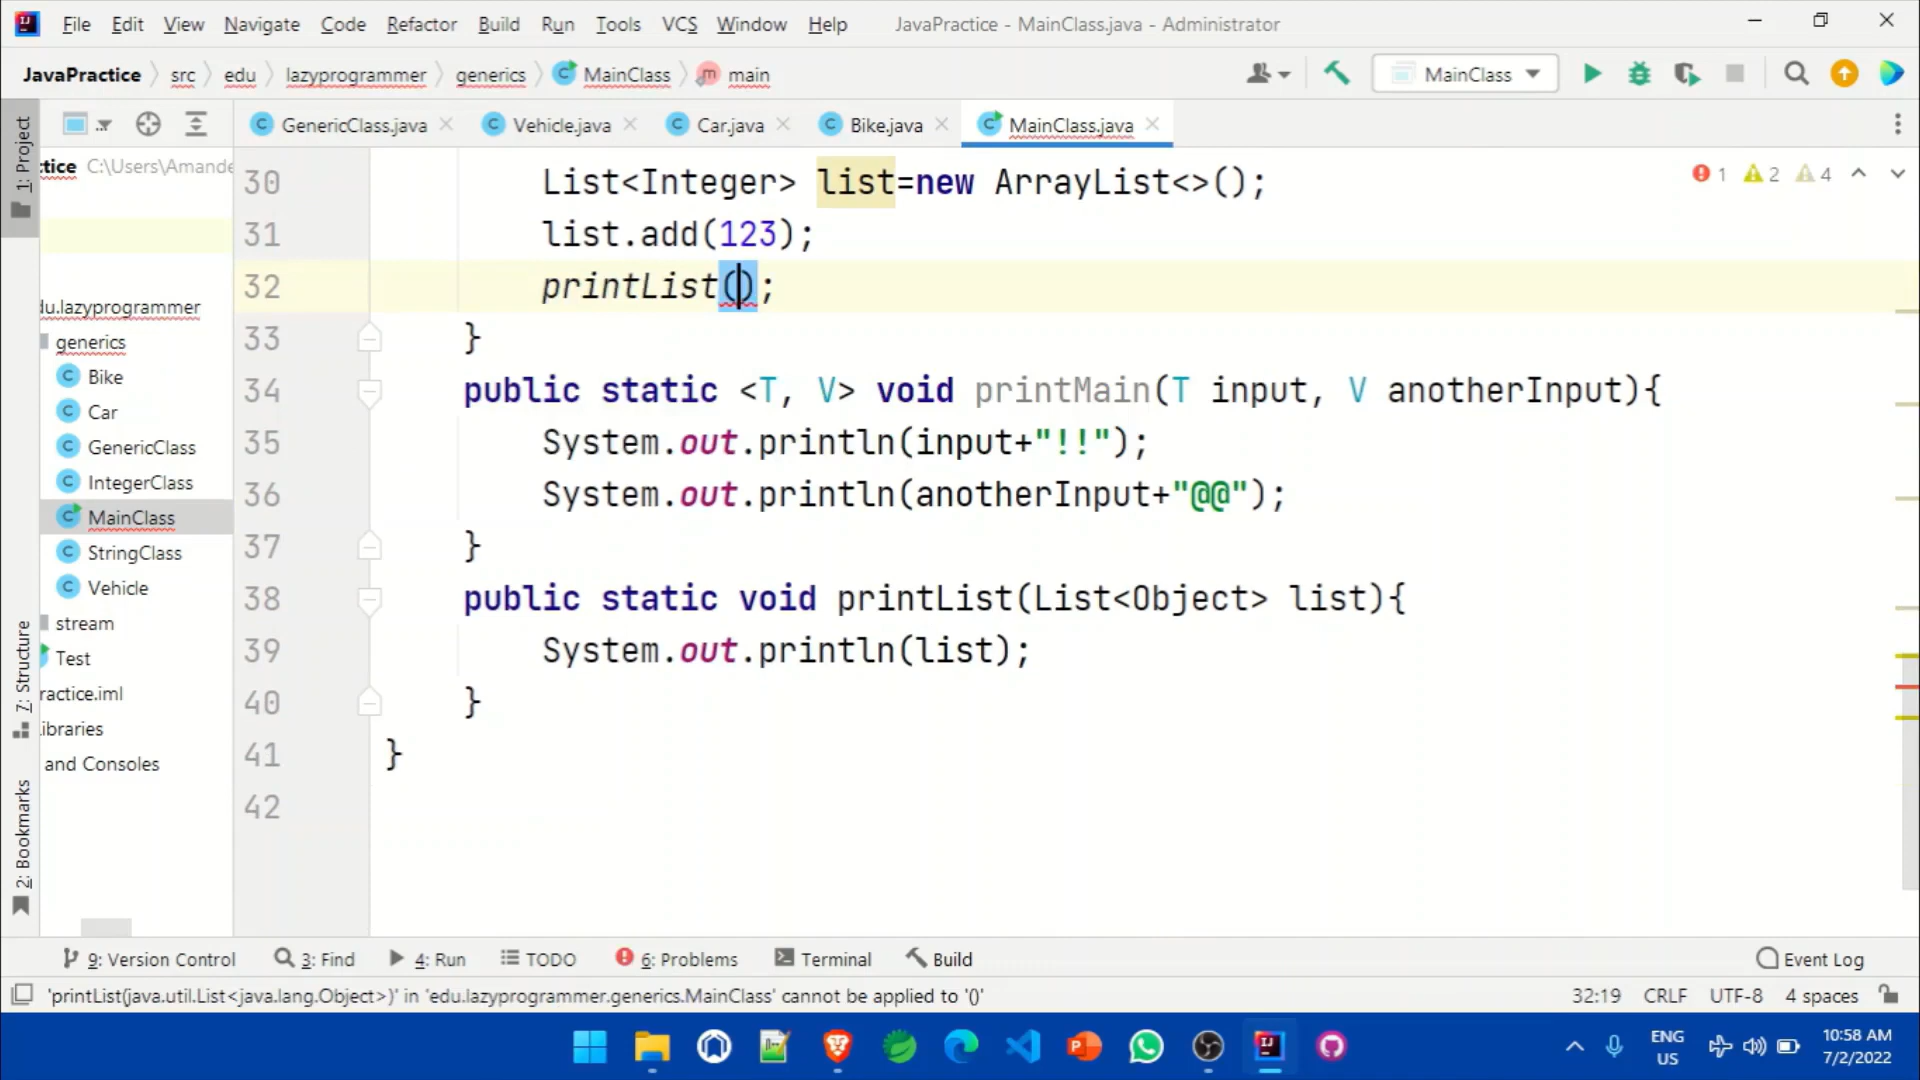 File Edit View Navigate Code Refactor Build Run Tools VCS Window Help JavaPractice - MainClass.java - Administrator
JavaPractice src edu lazyprogrammer generics MainClass main MainClass
GenericClass.java Vehicle.java Car.java Bike.java MainClass.java
1: Project
7: Structure
2: Bookmarks
tice C:\Users\Amande
du.lazyprogrammer
generics
Bike
Car
GenericClass
IntegerClass
MainClass
StringClass
Vehicle
stream
Test
ractice.iml
ibraries
and Consoles
1 2 4
30 List<Integer> list=new ArrayList<>();
31 list.add(123);
32 printList();
33 }
34 public static <T, V> void printMain(T input, V anotherInput){
35 System.out.println(input+"!!");
36 System.out.println(anotherInput+"@@");
37 }
38 public static void printList(List<Object> list){
39 System.out.println(list);
40 }
41 }
42
9: Version Control 3: Find 4: Run TODO 6: Problems Terminal Build Event Log
'printList(java.util.List<java.lang.Object>)' in 'edu.lazyprogrammer.generics.MainClass' cannot be applied to '()' 32:19 CRLF UTF-8 4 spaces
ENG
US
10:58 AM
7/2/2022